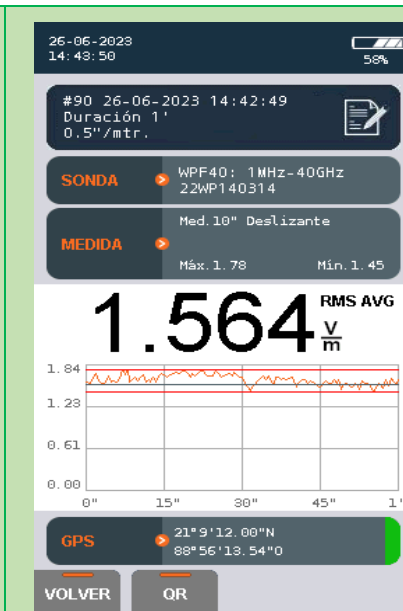 26-06-2023
14:43:50
58%
#90 26-06-2023 14:42:49
Duración 1'
0.5"/mtr.
SONDA
WPF40: 1MHz-40GHz
22WP140314
MEDIDA
Med.10" Deslizante
Máx.1.78 Mín.1.45
1.564 RMS AVG
V/m
1.84
1.23
0.61
0.00
0" 15" 30" 45" 1'
GPS
21°9'12.00"N
88°56'13.54"O
VOLVER QR